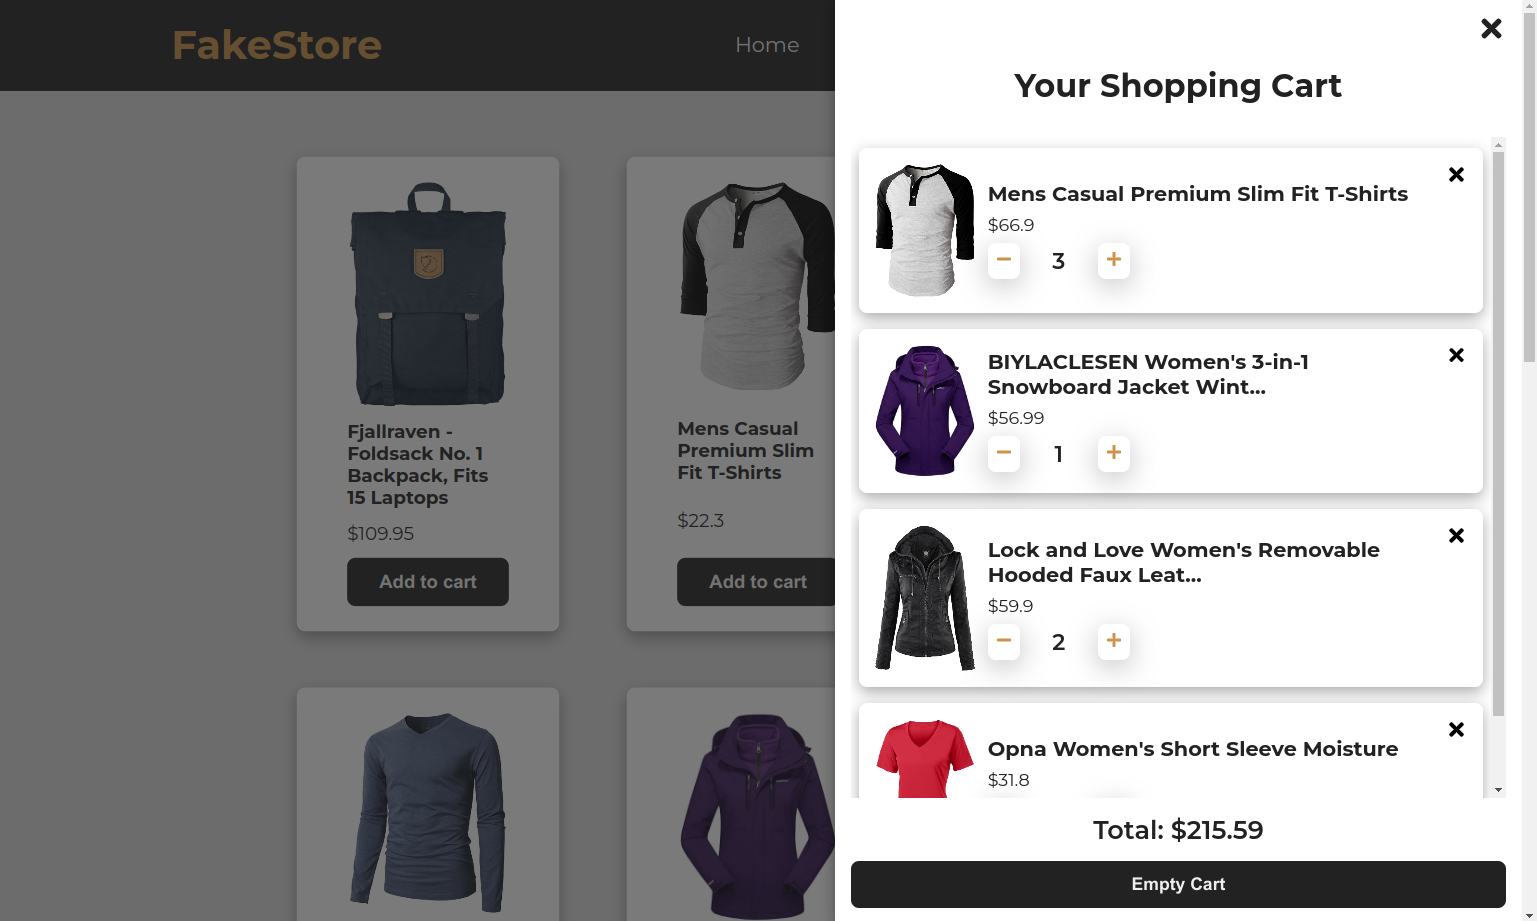 FakeStore
Home
Fjallraven -
Foldsack No. 1
Backpack, Fits
15 Laptops
$109.95
Add to cart
Mens Casual
Premium Slim
Fit T-Shirts
$22.3
Add to cart
Your Shopping Cart
Mens Casual Premium Slim Fit T-Shirts
$66.9
3
BIYLACLESEN Women's 3-in-1
Snowboard Jacket Wint...
$56.99
1
Lock and Love Women's Removable
Hooded Faux Leat...
$59.9
2
Opna Women's Short Sleeve Moisture
$31.8
Total: $215.59
Empty Cart